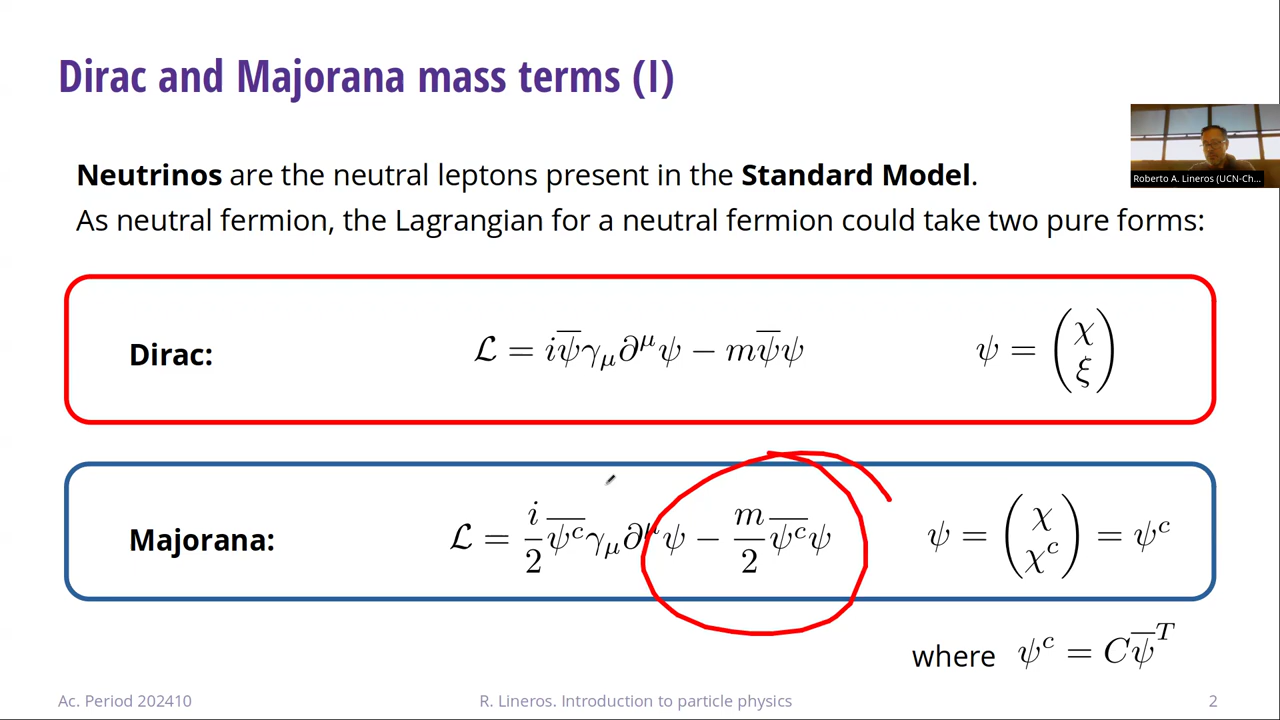 Dirac and Majorana mass terms (I)
Roberto A. Lineros (UCN-Ch...
Neutrinos are the neutral leptons present in the Standard Model.
As neutral fermion, the Lagrangian for a neutral fermion could take two pure forms:
Dirac: ℒ = iψ̅γ_μ∂^μψ − mψ̅ψ ψ = (χ ξ)
Majorana: ℒ = i/2 \overline{ψ^c}γ_μ∂^μψ − m/2 \overline{ψ^c}ψ ψ = (χ χ^c) = ψ^c
where ψ^c = Cψ̅^T
Ac. Period 202410 R. Lineros. Introduction to particle physics 2